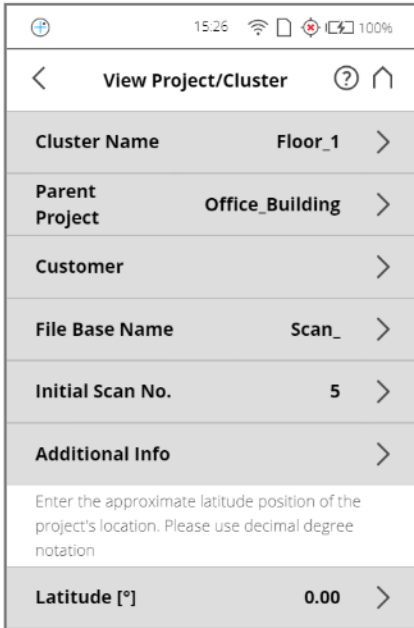 15:26 100%
View Project/Cluster ?
Cluster Name Floor_1
Parent
Project Office_Building
Customer
File Base Name Scan_
Initial Scan No. 5
Additional Info
Enter the approximate latitude position of the
project's location. Please use decimal degree
notation
Latitude [°] 0.00